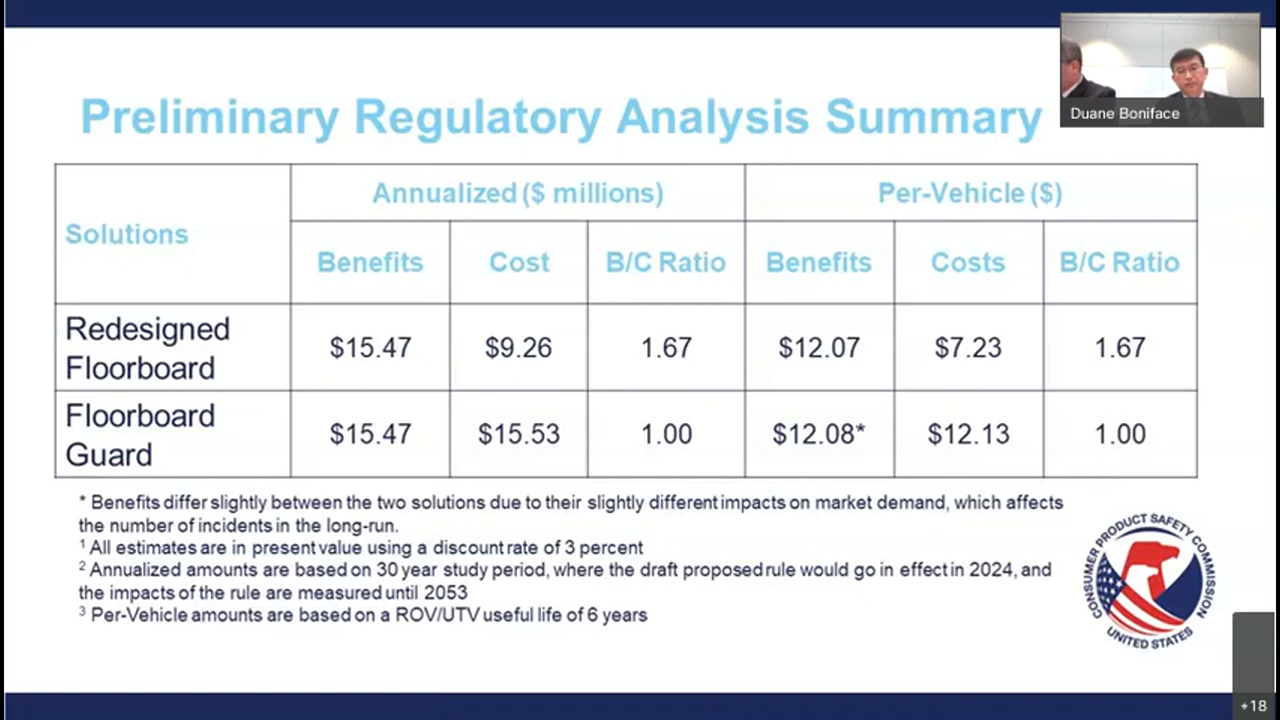 Duane Boniface
Preliminary Regulatory Analysis Summary
Solutions
Annualized ($ millions)
Per-Vehicle ($)
Benefits
Cost
B/C Ratio
Benefits
Costs
B/C Ratio
Redesigned
Floorboard
$15.47
$9.26
1.67
$12.07
$7.23
1.67
Floorboard
Guard
$15.47
$15.53
1.00
$12.08*
$12.13
1.00
* Benefits differ slightly between the two solutions due to their slightly different impacts on market demand, which affects
the number of incidents in the long-run.
¹ All estimates are in present value using a discount rate of 3 percent
² Annualized amounts are based on 30 year study period, where the draft proposed rule would go in effect in 2024, and
the impacts of the rule are measured until 2053
³ Per-Vehicle amounts are based on a ROV/UTV useful life of 6 years
CONSUMER PRODUCT SAFETY COMMISSION
UNITED STATES
+18